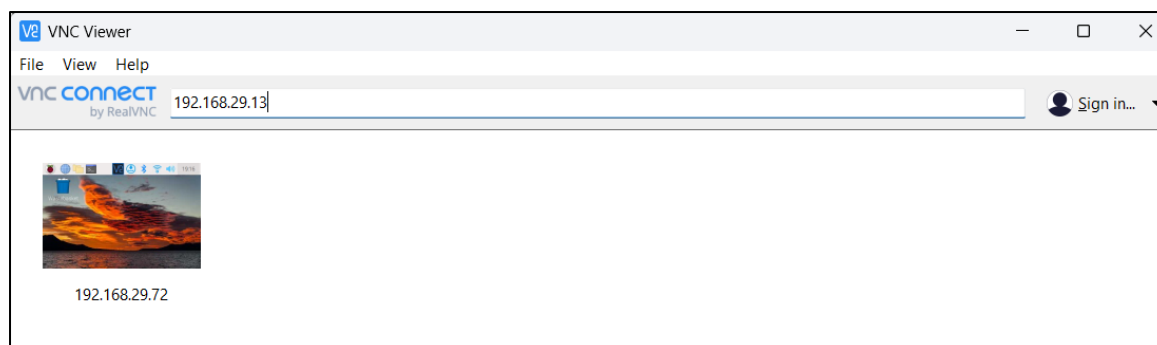 VNC Viewer
File View Help
vnc connect
by RealVNC
192.168.29.13
Sign in...
192.168.29.72